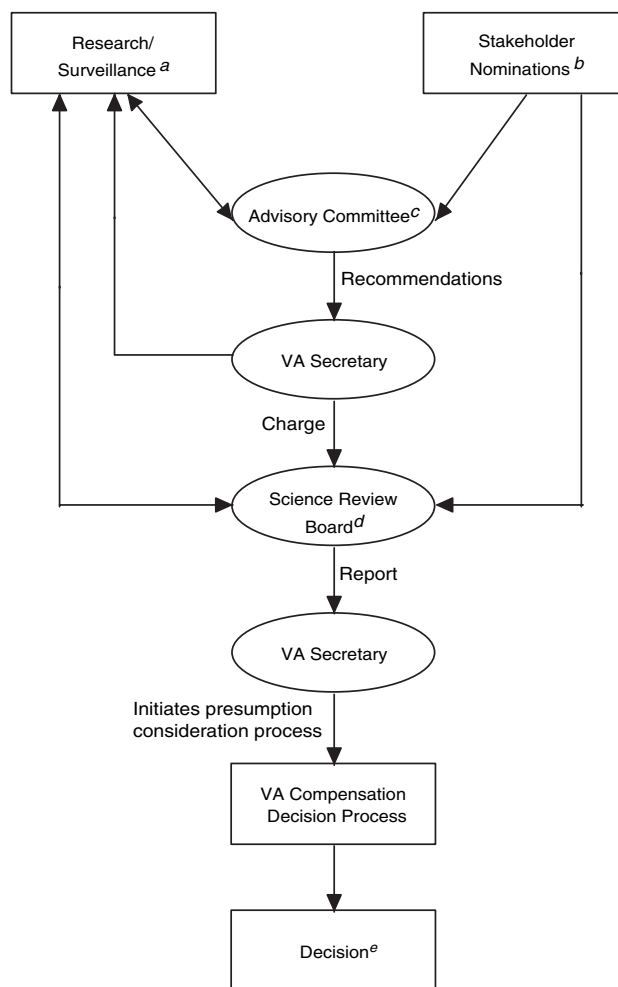 Research/
Surveillance a
Stakeholder
Nominations b
Advisory Committee c
Recommendations
VA Secretary
Charge
Science Review
Board d
Report
VA Secretary
Initiates presumption
consideration process
VA Compensation
Decision Process
Decision e